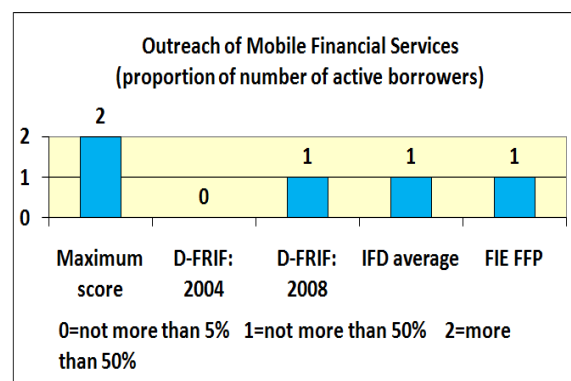 Outreach of Mobile Financial Services
(proportion of number of active borrowers)
2
2
1
0
0
1
1
1
Maximum score
D-FRIF: 2004
D-FRIF: 2008
IFD average
FIE FFP
0=not more than 5% 1=not more than 50% 2=more
than 50%